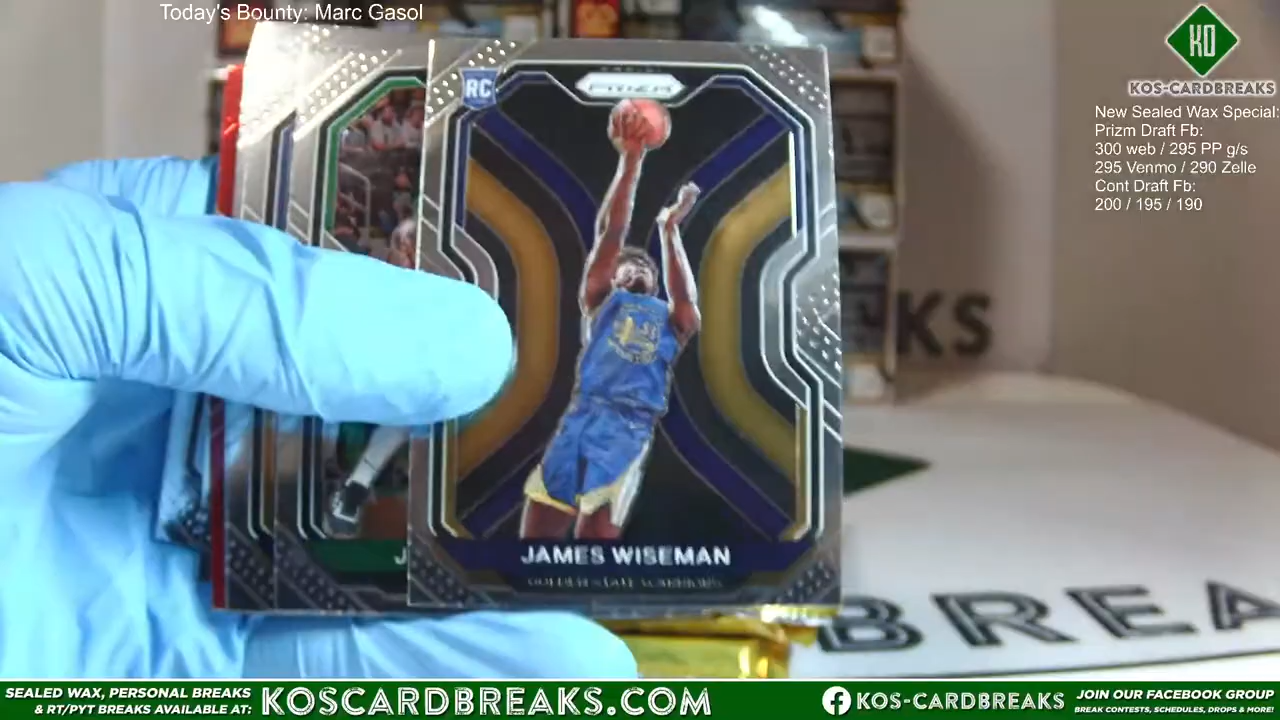 Today's Bounty: Marc Gasol
KO
KOS-CARDBREAKS
New Sealed Wax Special:
Prizm Draft Fb:
300 web / 295 PP g/s
295 Venmo / 290 Zelle
Cont Draft Fb:
200 / 195 / 190
RC
PRIZM
JAMES WISEMAN
GOLDEN STATE WARRIORS
J
KS
BREA
SEALED WAX, PERSONAL BREAKS
& RT/PYT BREAKS AVAILABLE AT:
KOSCARDBREAKS.COM
KOS-CARDBREAKS
JOIN OUR FACEBOOK GROUP
BREAK CONTESTS, SCHEDULES, DROPS & MORE!